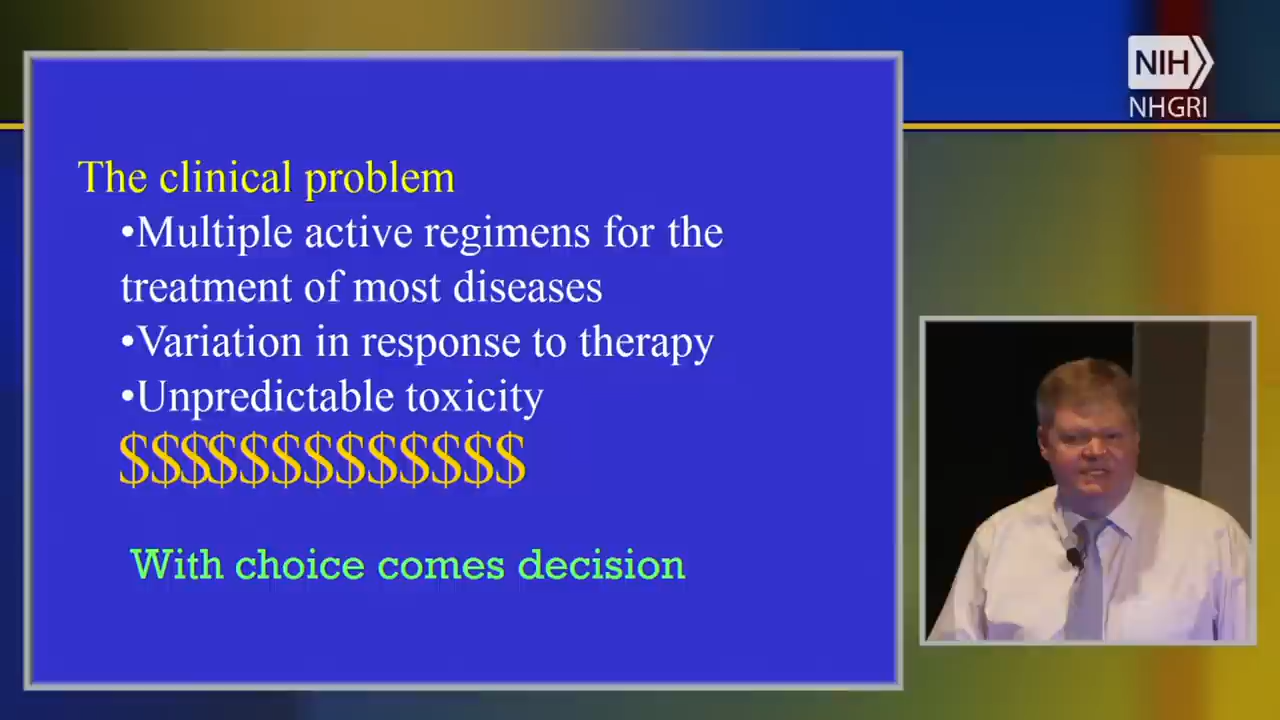 NIH
NHGRI
The clinical problem
•Multiple active regimens for the
treatment of most diseases
•Variation in response to therapy
•Unpredictable toxicity
$$$$$$$$$$$$$
With choice comes decision